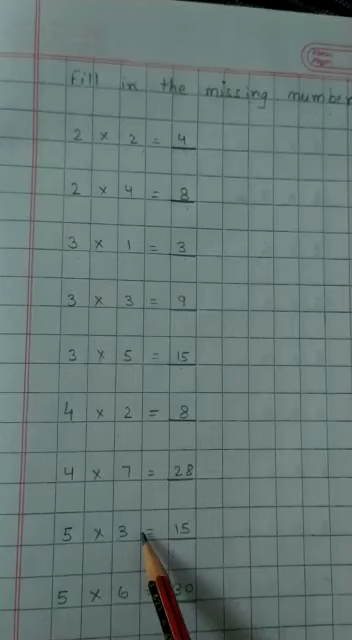 Fill in the missing number
2 × 2 = 4
2 × 4 = 8
3 × 1 = 3
3 × 3 = 9
3 × 5 = 15
4 × 2 = 8
4 × 7 = 28
5 × 3 = 15
5 × 6 = 30